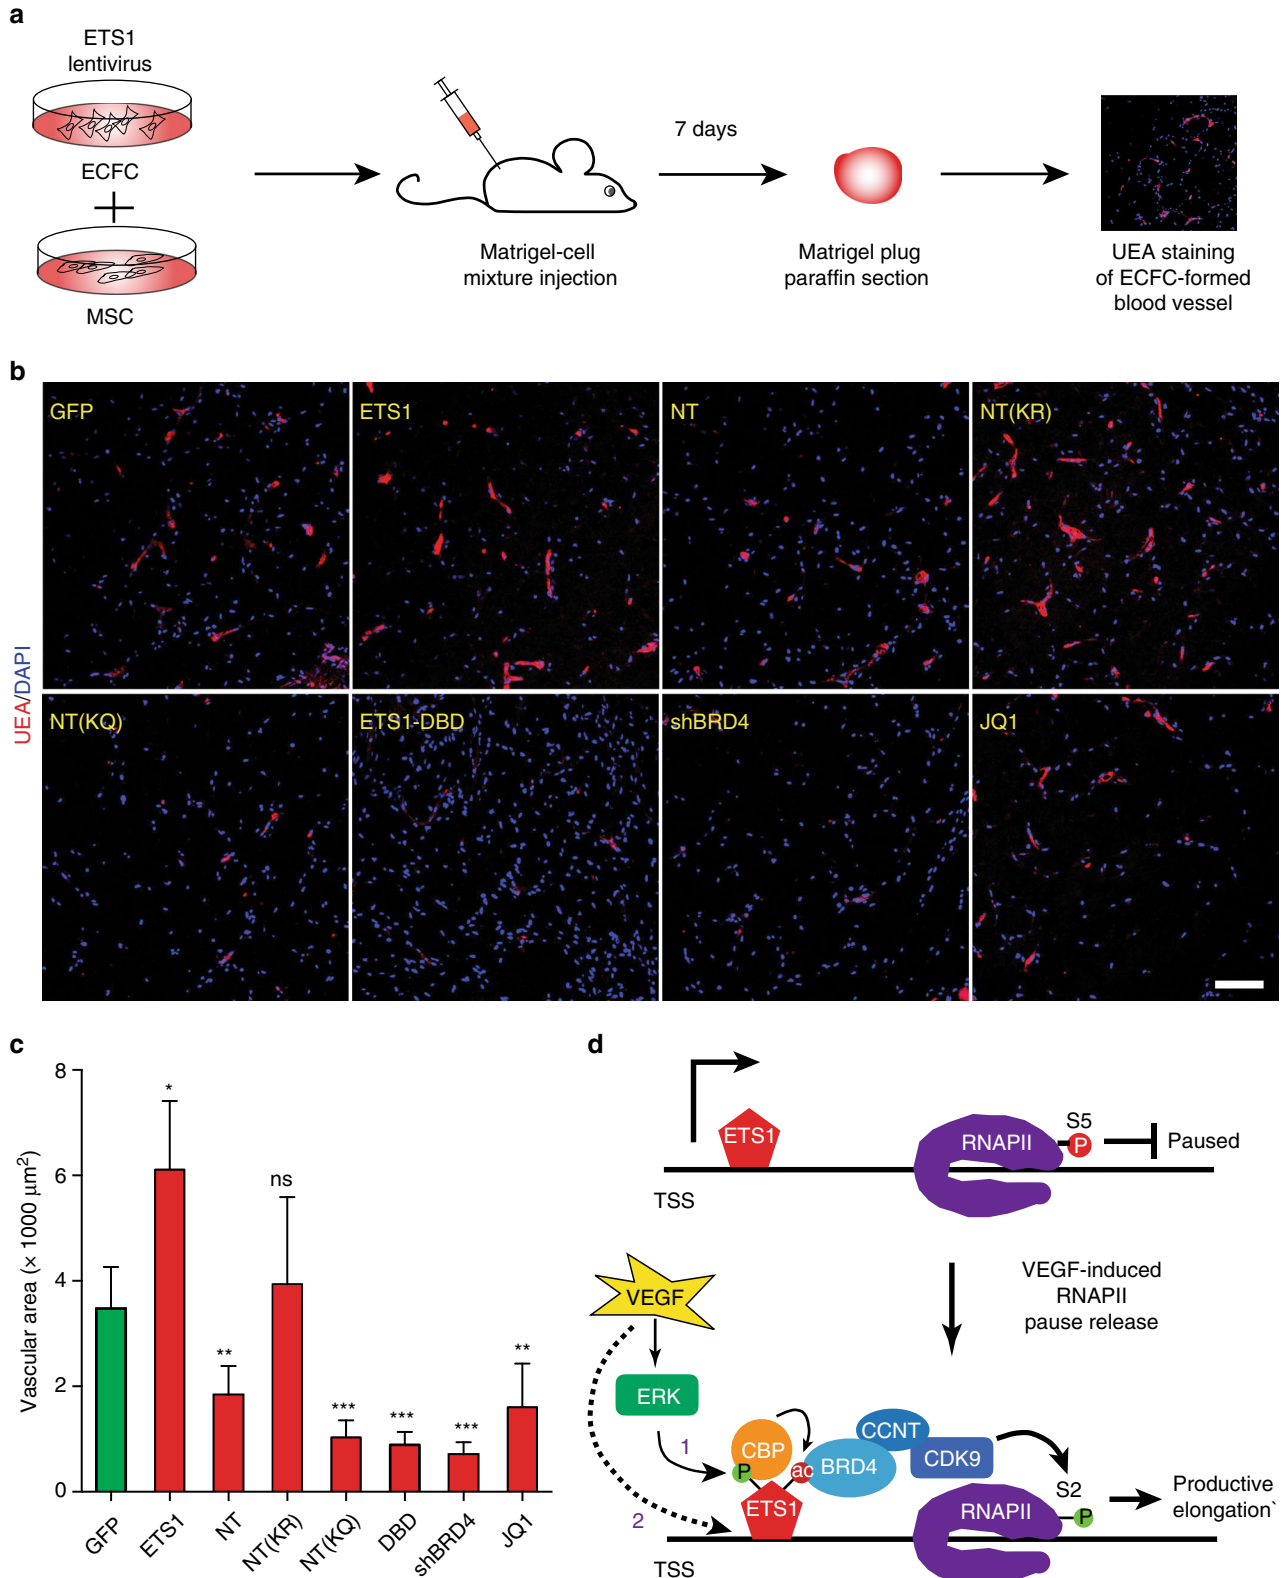 a
ETS1
lentivirus
ECFC
MSC
Matrigel-cell
mixture injection
7 days
Matrigel plug
paraffin section
UEA staining
of ECFC-formed
blood vessel
b
UEA/DAPI
GFP
ETS1
NT
NT(KR)
NT(KQ)
ETS1-DBD
shBRD4
JQ1
c
Vascular area (× 1000 μm²)
8
6
4
2
0
*
**
ns
***
***
***
**
GFP
ETS1
NT
NT(KR)
NT(KQ)
DBD
shBRD4
JQ1
d
ETS1
RNAPII
S5
P
Paused
TSS
VEGF
VEGF-induced
RNAPII
pause release
ERK
1
2
CBP
P
ac
BRD4
CCNT
CDK9
ETS1
RNAPII
S2
P
Productive
elongation`
TSS